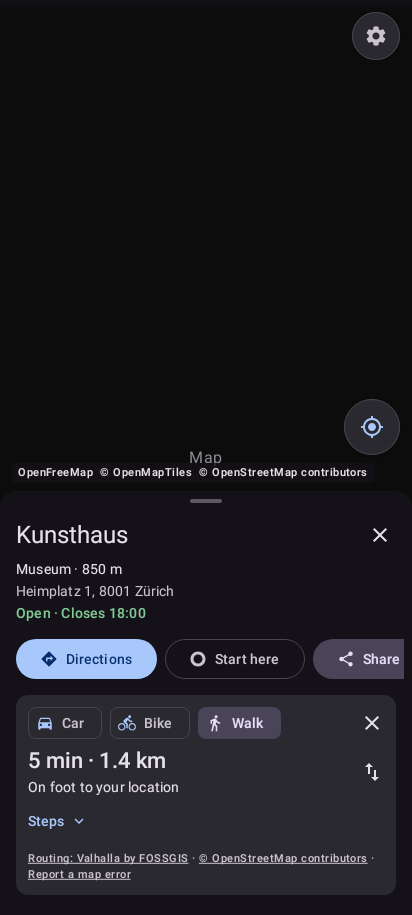 Map
OpenFreeMap © OpenMapTiles © OpenStreetMap contributors
Kunsthaus
Museum · 850 m
Heimplatz 1, 8001 Zürich
Open · Closes 18:00
Directions
Start here
Share
Car
Bike
Walk
5 min · 1.4 km
On foot to your location
Steps
Routing: Valhalla by FOSSGIS · © OpenStreetMap contributors ·
Report a map error